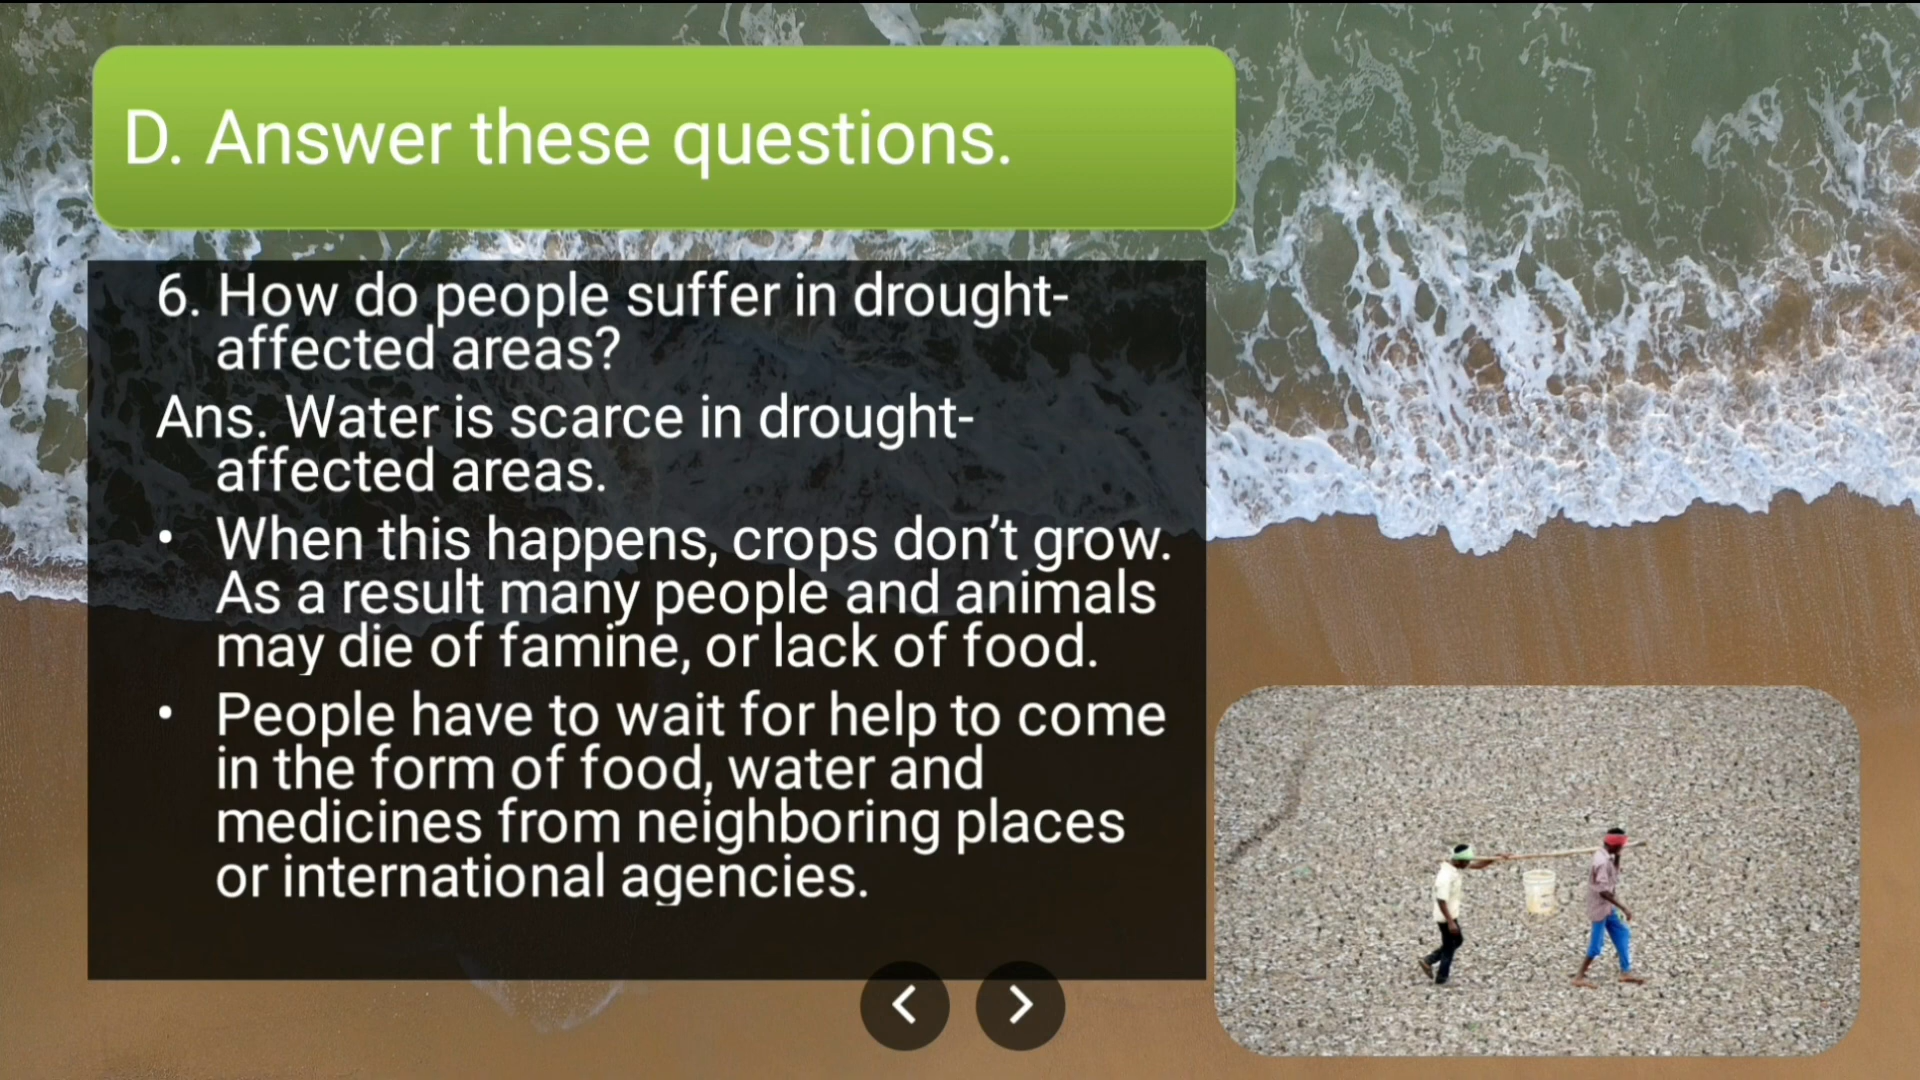 D. Answer these questions.
6. How do people suffer in drought-
affected areas?
Ans. Water is scarce in drought-
affected areas.
• When this happens, crops don’t grow.
As a result many people and animals
may die of famine, or lack of food.
• People have to wait for help to come
in the form of food, water and
medicines from neighboring places
or international agencies.